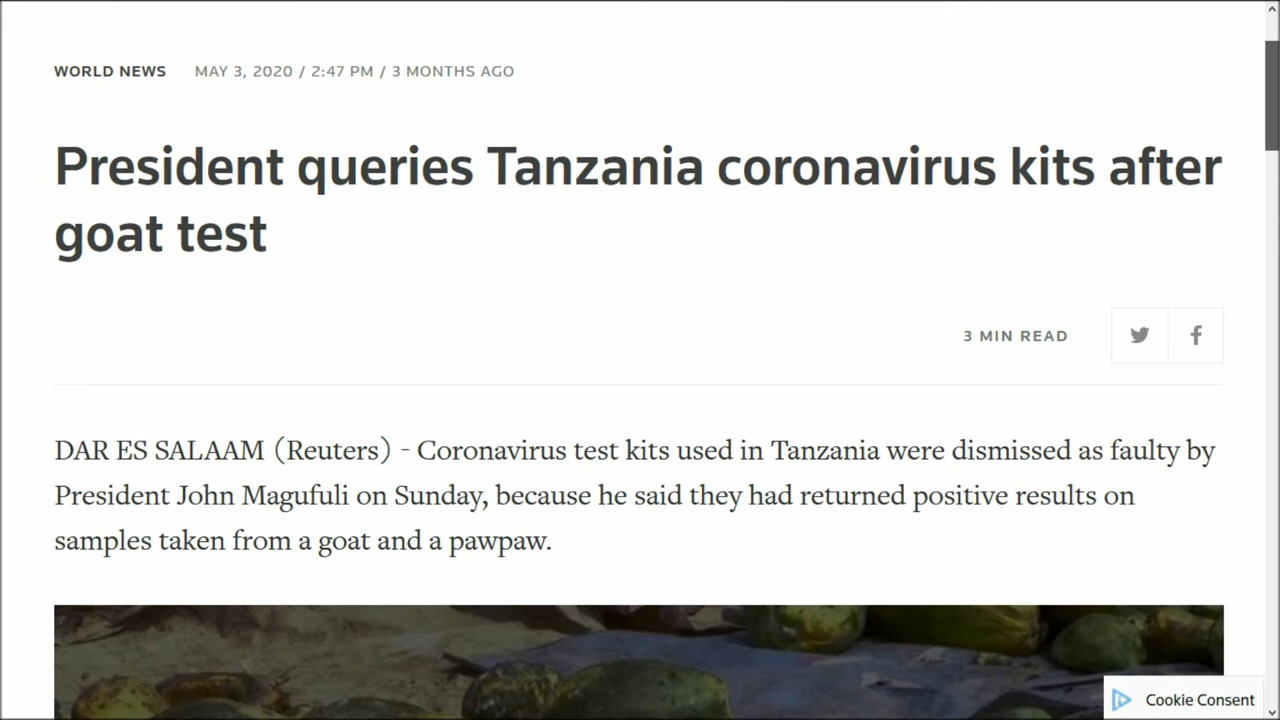 WORLD NEWS MAY 3, 2020 / 2:47 PM / 3 MONTHS AGO
President queries Tanzania coronavirus kits after
goat test
3 MIN READ
DAR ES SALAAM (Reuters) - Coronavirus test kits used in Tanzania were dismissed as faulty by
President John Magufuli on Sunday, because he said they had returned positive results on
samples taken from a goat and a pawpaw.
Cookie Consent